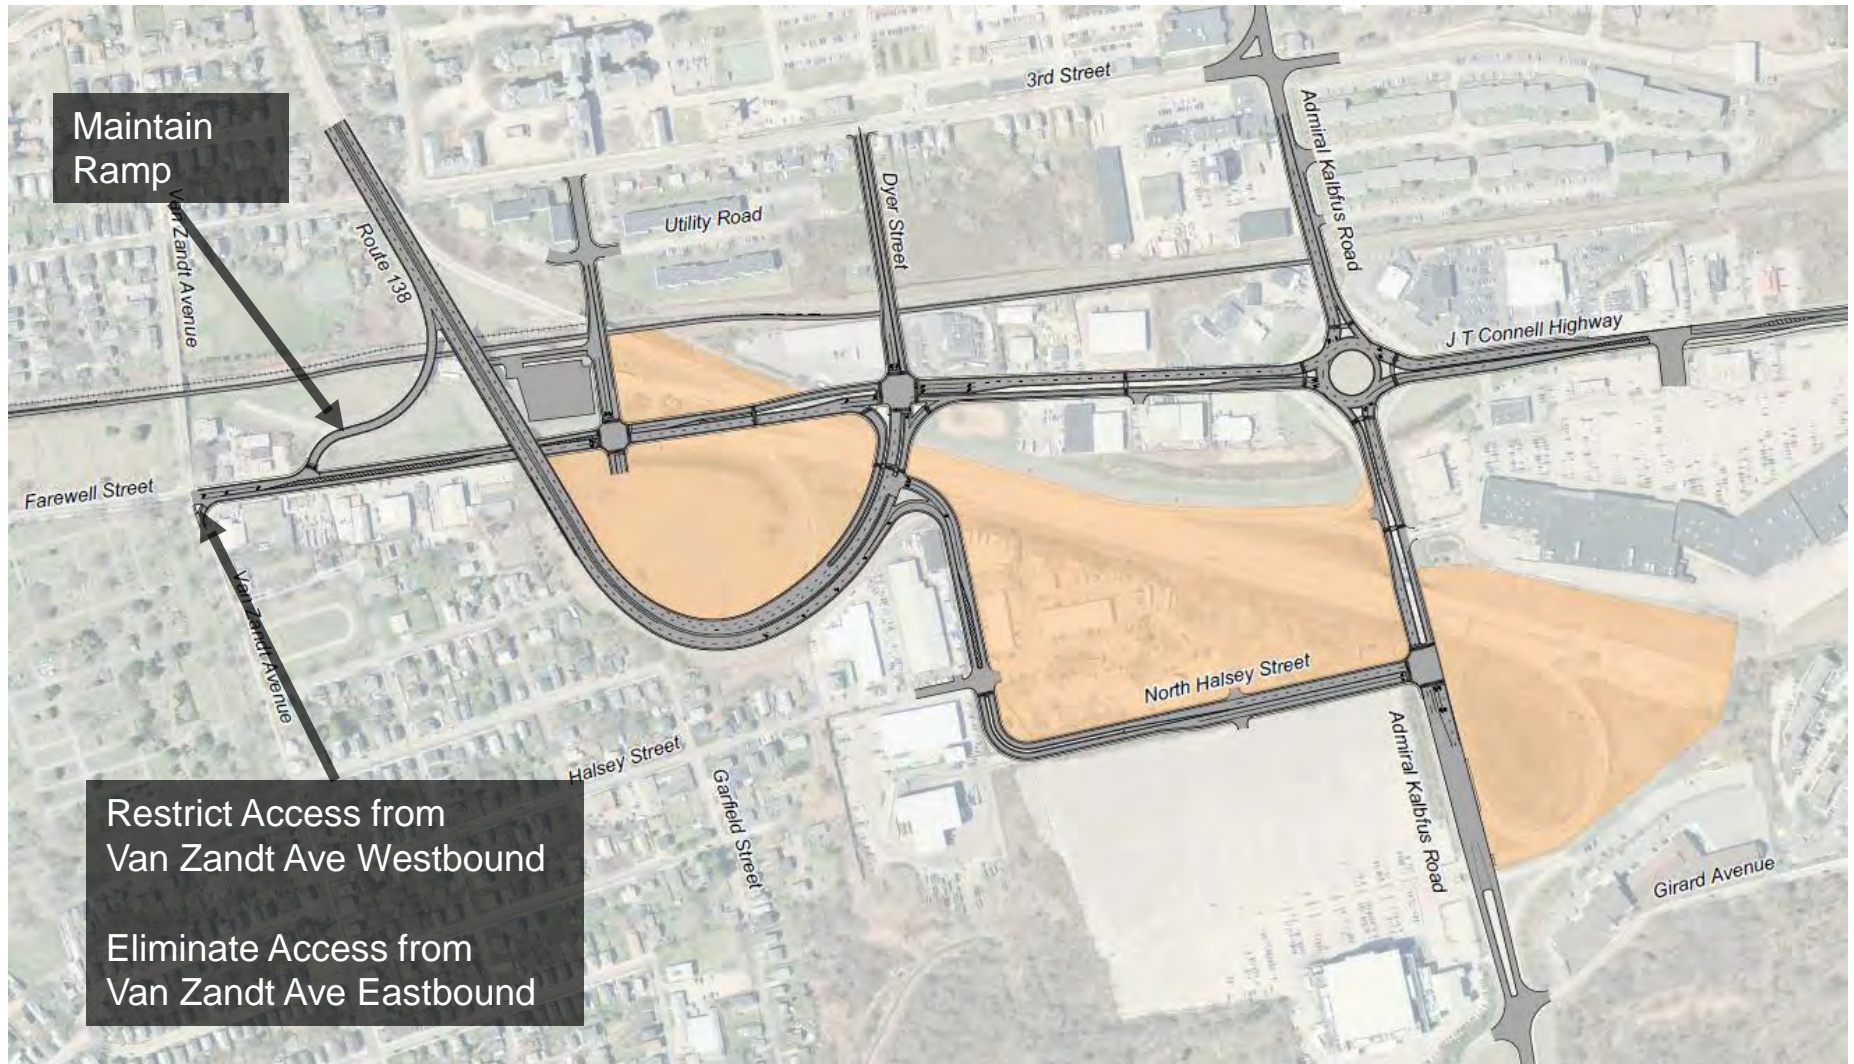 3rd Street
Admiral Kalbfus Road
Maintain
Ramp
Van Zandt Avenue
Route 138
Utility Road
Dyer Street
J T Connell Highway
Farewell Street
Van Zandt Avenue
North Halsey Street
Halsey Street
Garfield Street
Admiral Kalbfus Road
Girard Avenue
Restrict Access from
Van Zandt Ave Westbound
Eliminate Access from
Van Zandt Ave Eastbound